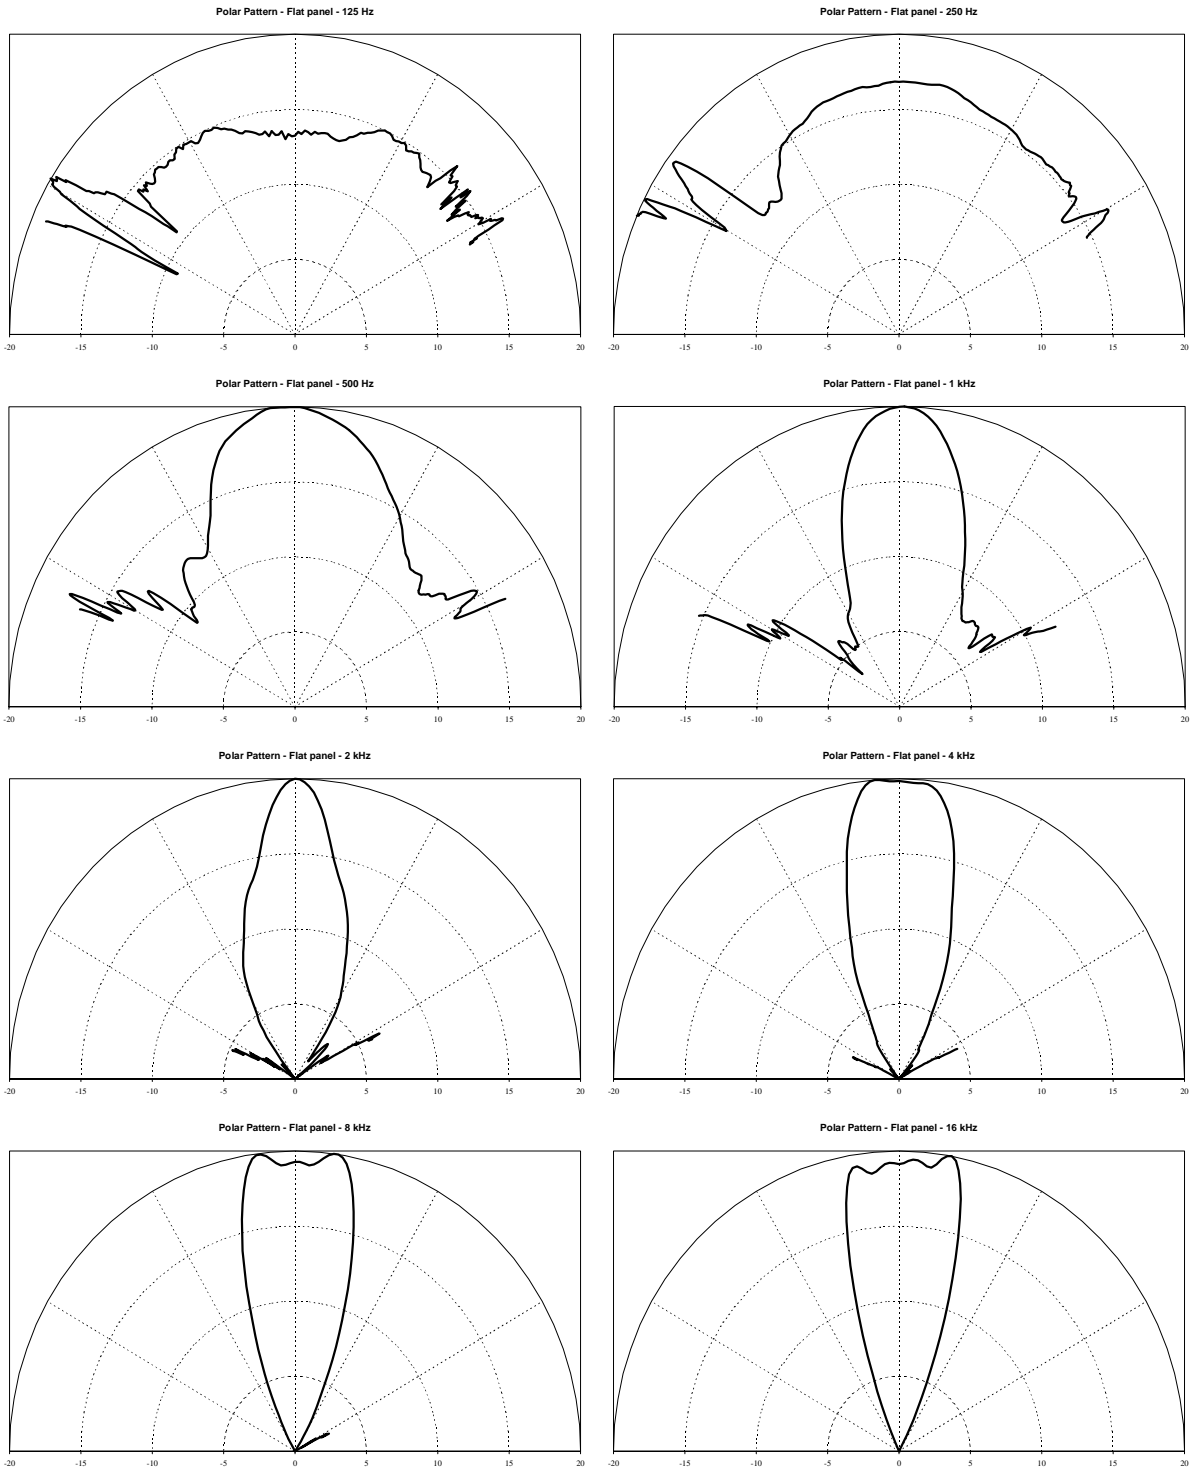 Polar Pattern - Flat panel - 125 Hz
Polar Pattern - Flat panel - 250 Hz
-20 -15 -10 -5 0 5 10 15 20
-20 -15 -10 -5 0 5 10 15 20
Polar Pattern - Flat panel - 500 Hz
Polar Pattern - Flat panel - 1 kHz
-20 -15 -10 -5 0 5 10 15 20
-20 -15 -10 -5 0 5 10 15 20
Polar Pattern - Flat panel - 2 kHz
Polar Pattern - Flat panel - 4 kHz
-20 -15 -10 -5 0 5 10 15 20
-20 -15 -10 -5 0 5 10 15 20
Polar Pattern - Flat panel - 8 kHz
Polar Pattern - Flat panel - 16 kHz
-20 -15 -10 -5 0 5 10 15 20
-20 -15 -10 -5 0 5 10 15 20